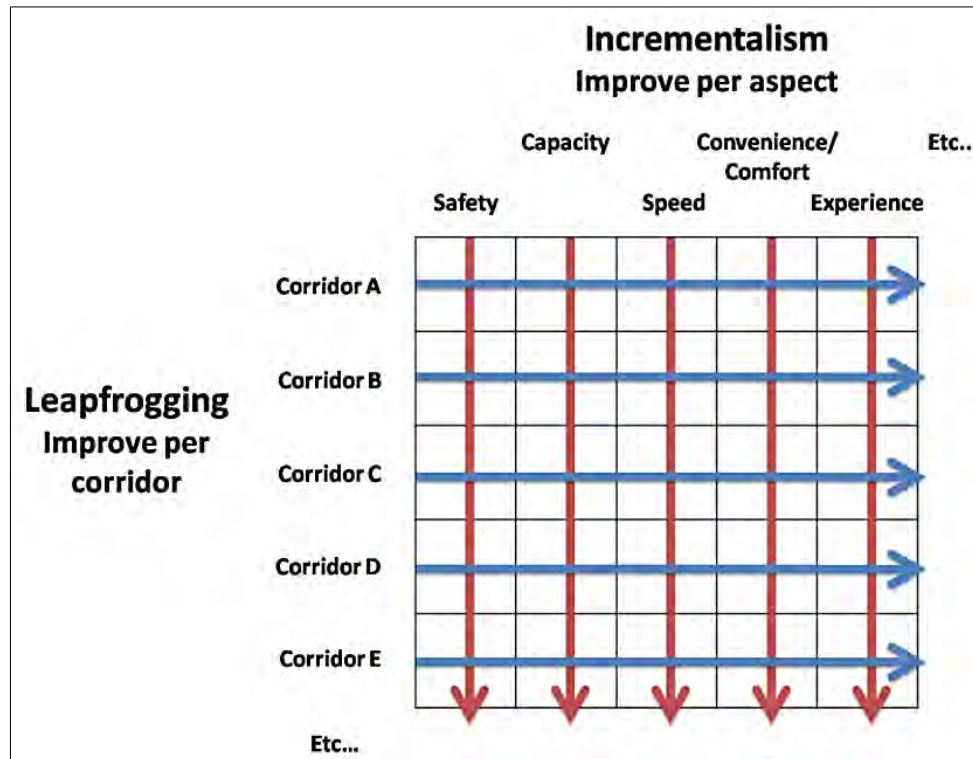 Incrementalism
Improve per aspect
Capacity
Convenience/
Comfort
Etc...
Safety
Speed
Experience
Corridor A
Corridor B
Leapfrogging
Improve per
corridor
Corridor C
Corridor D
Corridor E
Etc...